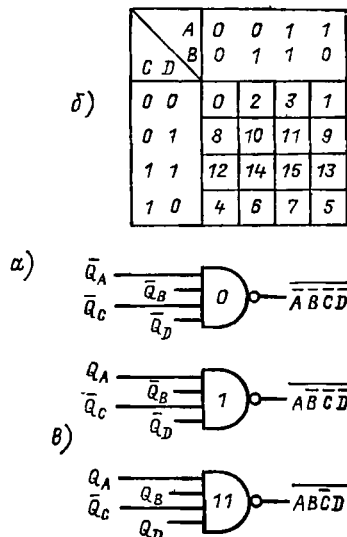 A 0 0 1 1
B 0 1 1 0
C D
б)
0 0 0 2 3 1
0 1 8 10 11 9
1 1 12 14 15 13
1 0 4 6 7 5
а)
Q̄A
Q̄B
Q̄C
Q̄D
0
A̅B̅C̅D̅
QA
Q̄B
Q̄C
Q̄D
1
AB̅C̅D̅
в)
QA
QB
Q̄C
QD
11
ABC̅D